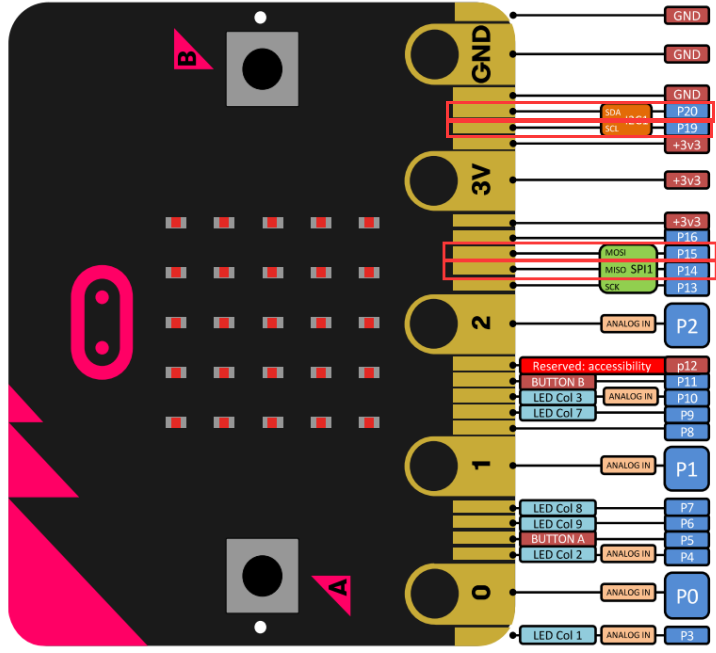 GND
B
GND
GND
GND
SDA I2C1 P20
SCL P19
+3v3
3V
+3v3
+3v3
P16
MOSI P15
MISO SPI1 P14
SCK P13
2 ANALOG IN P2
Reserved: accessibility p12
BUTTON B P11
LED Col 3 ANALOG IN P10
LED Col 7 P9
P8
1 ANALOG IN P1
LED Col 8 P7
LED Col 9 P6
BUTTON A P5
LED Col 2 ANALOG IN P4
A
0 ANALOG IN P0
LED Col 1 ANALOG IN P3